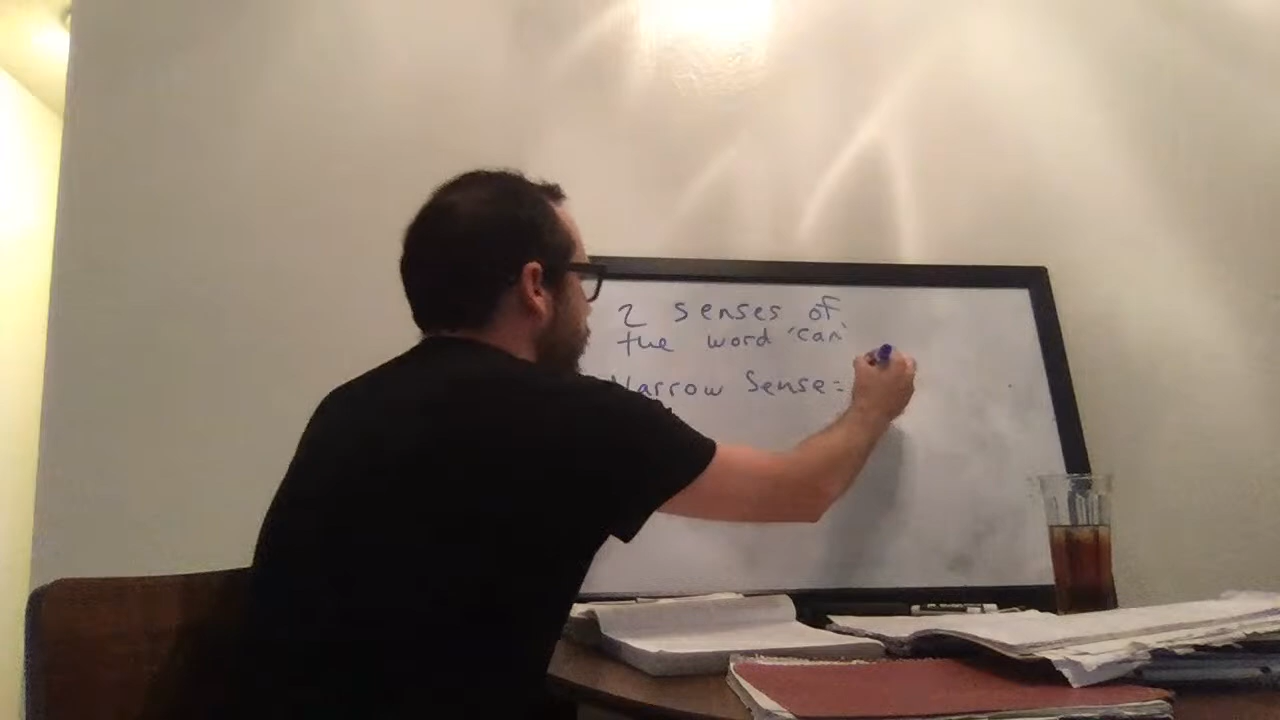 2 senses of
the word 'can'
Narrow Sense=